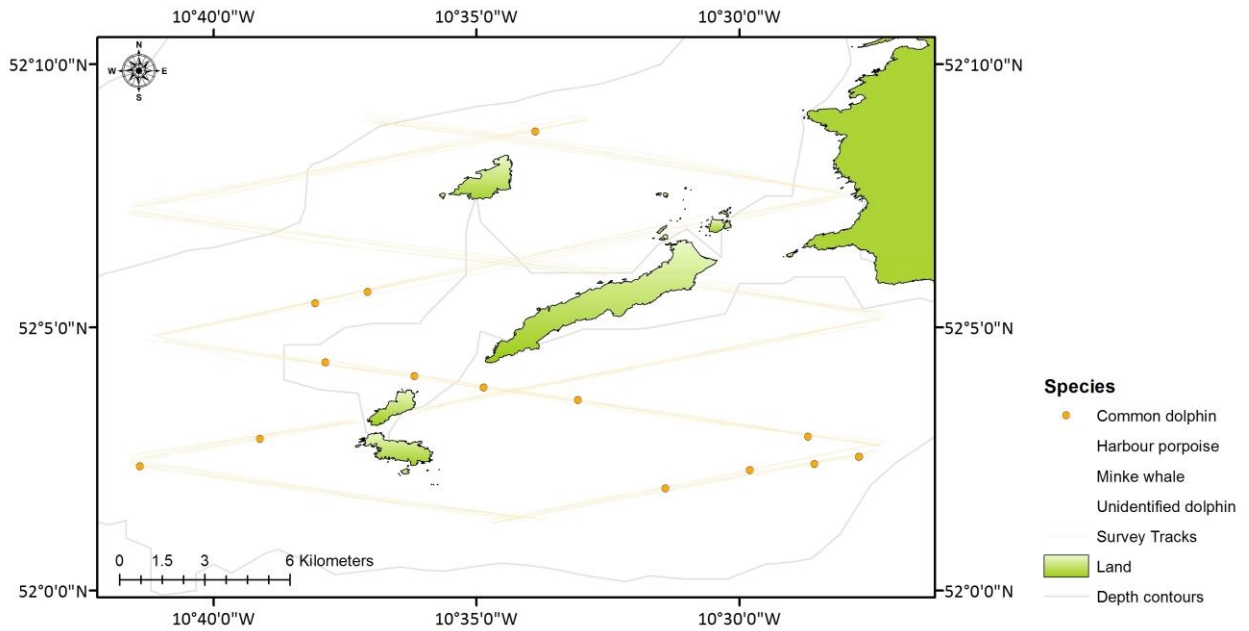 10°40'0"W 10°35'0"W 10°30'0"W
N
W E
S
52°10'0"N 52°10'0"N
52°5'0"N 52°5'0"N
52°0'0"N 52°0'0"N
0 1.5 3 6 Kilometers
10°40'0"W 10°35'0"W 10°30'0"W
Species
Common dolphin
Harbour porpoise
Minke whale
Unidentified dolphin
Survey Tracks
Land
Depth contours